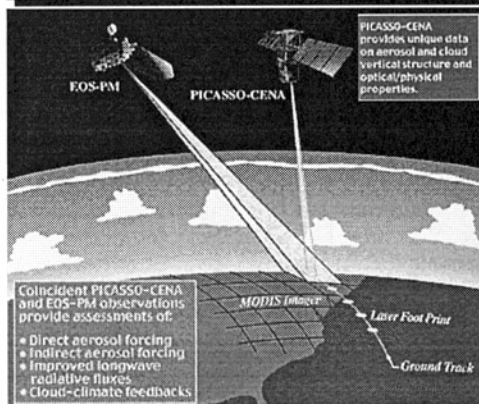 PICASSO-CENA
provides unique data
on aerosol and cloud
vertical structure and
optical/physical
properties.
EOS-PM
PICASSO-CENA
Coincident PICASSO-CENA
and EOS-PM observations
provide assessments of:
• Direct aerosol forcing
• Indirect aerosol forcing
• Improved longwave
radiative fluxes
• Cloud-climate feedbacks
MODIS Imager
Laser Foot Print
Ground Track